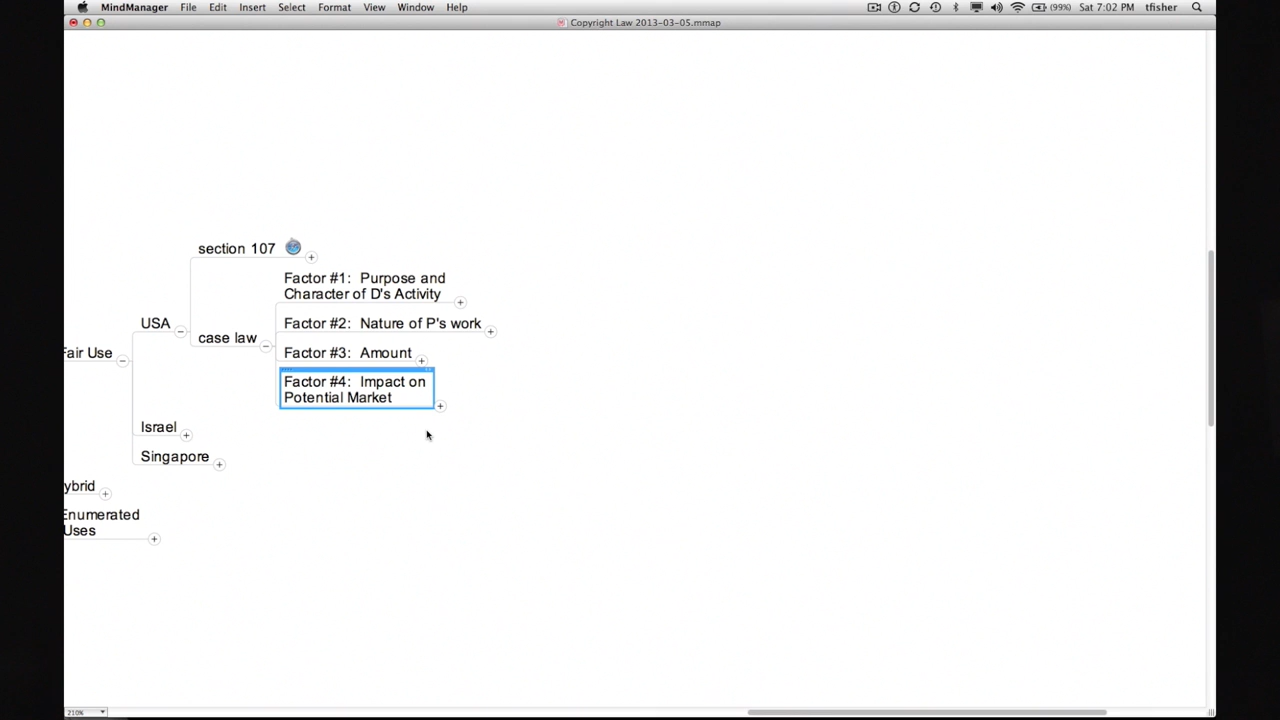 MindManager File Edit Insert Select Format View Window Help (99%) Sat 7:02 PM tfisher
Copyright Law 2013-03-05.mmap
section 107
Factor #1: Purpose and
Character of D's Activity
USA
Factor #2: Nature of P's work
case law
Fair Use
Factor #3: Amount
Factor #4: Impact on
Potential Market
Israel
Singapore
ybrid
Enumerated
Uses
210%